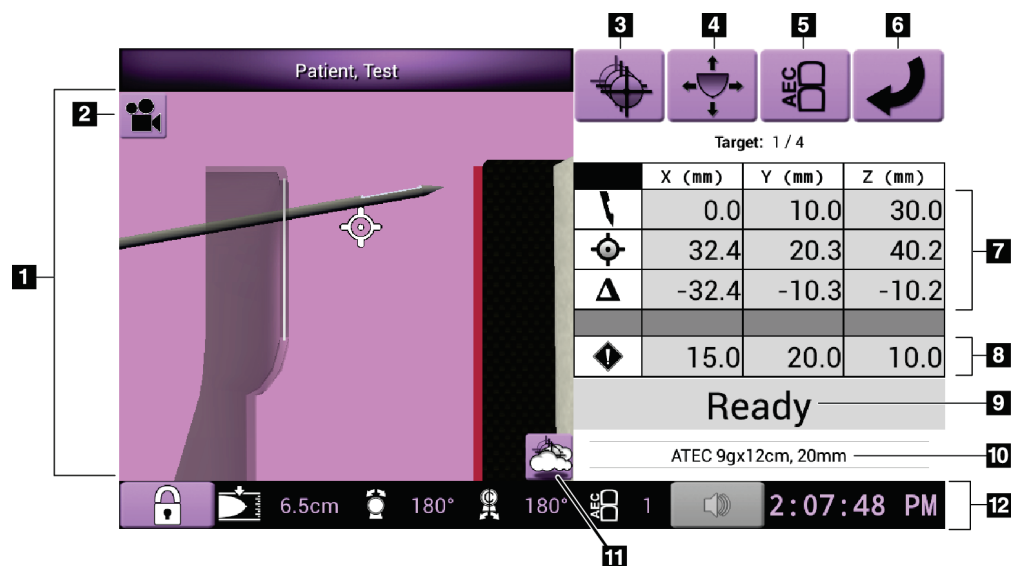 3 4 5 6
Patient, Test
AEC
2
Target: 1 / 4
X (mm) Y (mm) Z (mm)
0.0 10.0 30.0
1
32.4 20.3 40.2
7
Δ -32.4 -10.3 -10.2
15.0 20.0 10.0
8
Ready
9
ATEC 9gx12cm, 20mm
10
6.5cm 180° C 180° AEC 1 2:07:48 PM
12
11